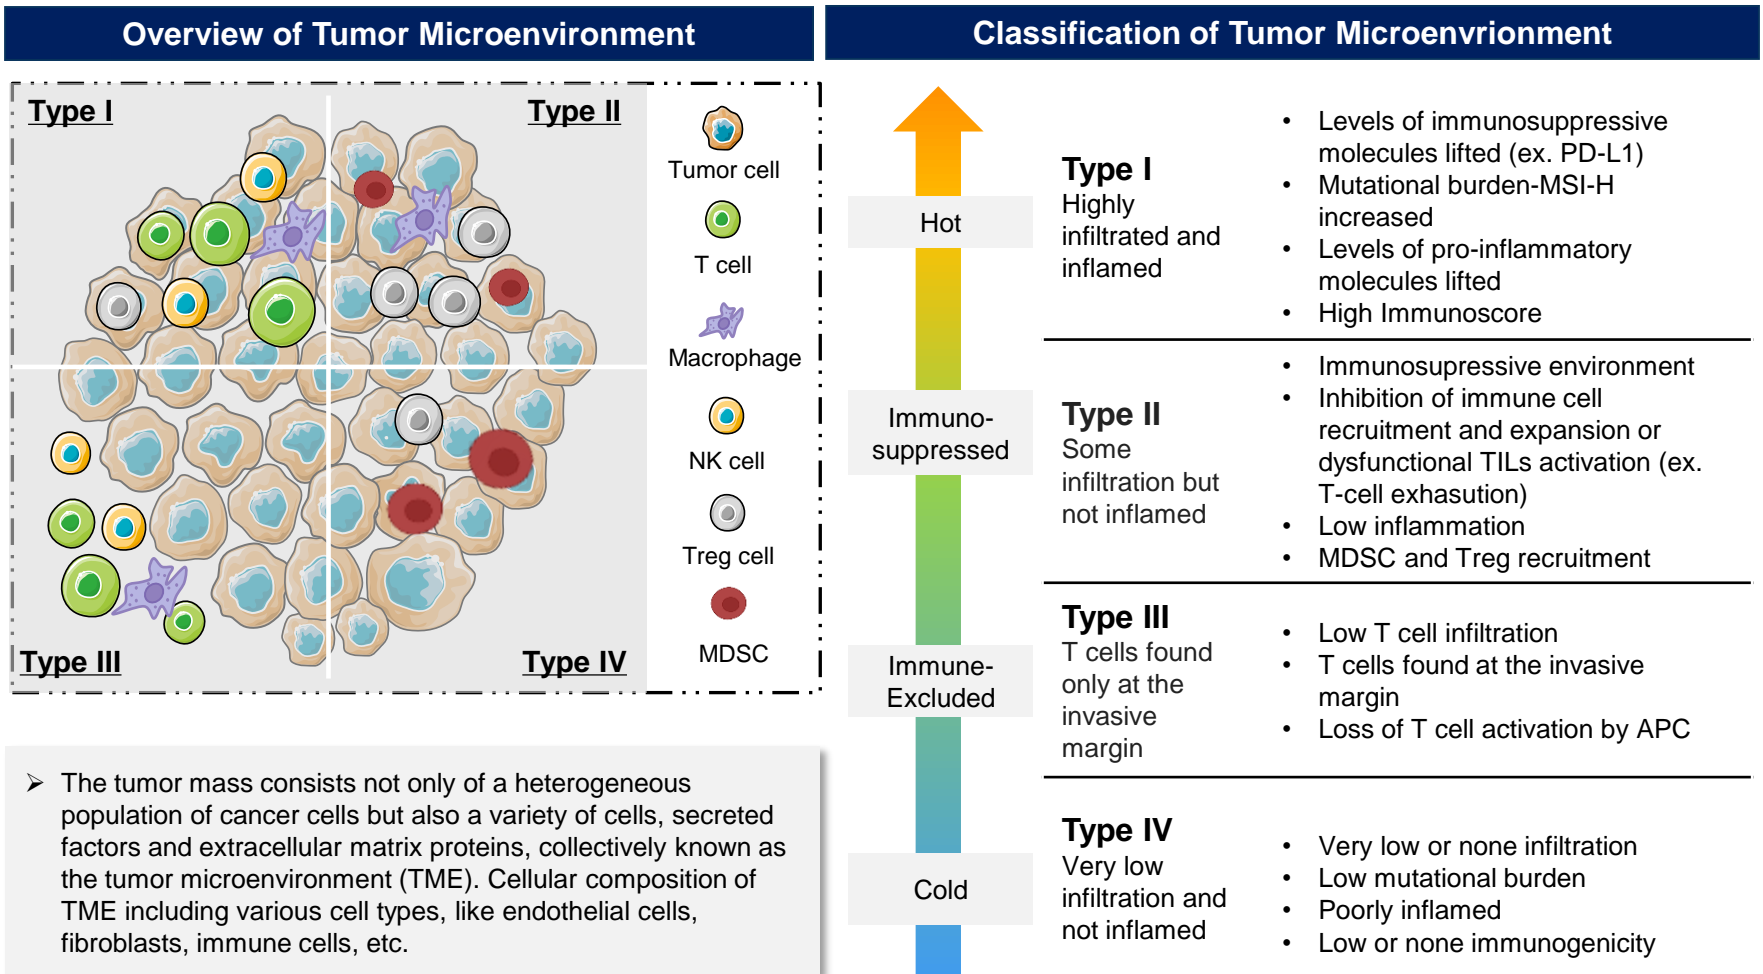 Overview of Tumor Microenvironment
Type I
Type II
Type III
Type IV
Tumor cell
T cell
Macrophage
NK cell
Treg cell
MDSC
➢ The tumor mass consists not only of a heterogeneous
population of cancer cells but also a variety of cells, secreted
factors and extracellular matrix proteins, collectively known as
the tumor microenvironment (TME). Cellular composition of
TME including various cell types, like endothelial cells,
fibroblasts, immune cells, etc.
Classification of Tumor Microenvrionment
Hot
Type I
Highly
infiltrated and
inflamed
• Levels of immunosuppressive
molecules lifted (ex. PD-L1)
• Mutational burden-MSI-H
increased
• Levels of pro-inflammatory
molecules lifted
• High Immunoscore
Immuno-
suppressed
Type II
Some
infiltration but
not inflamed
• Immunosupressive environment
• Inhibition of immune cell
recruitment and expansion or
dysfunctional TILs activation (ex.
T-cell exhasution)
• Low inflammation
• MDSC and Treg recruitment
Immune-
Excluded
Type III
T cells found
only at the
invasive
margin
• Low T cell infiltration
• T cells found at the invasive
margin
• Loss of T cell activation by APC
Cold
Type IV
Very low
infiltration and
not inflamed
• Very low or none infiltration
• Low mutational burden
• Poorly inflamed
• Low or none immunogenicity